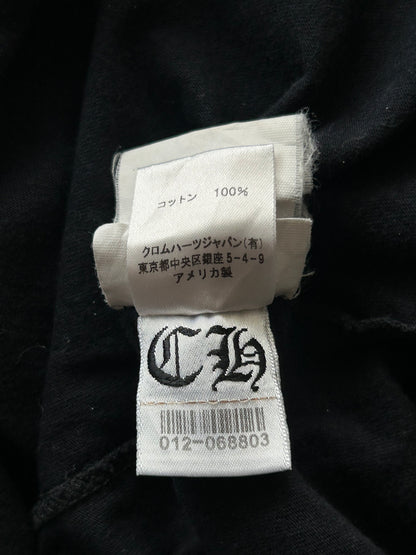 コットン 100%
クロムハーツジャパン(有)
東京都中央区銀座5-4-9
アメリカ製
CH
012-068803